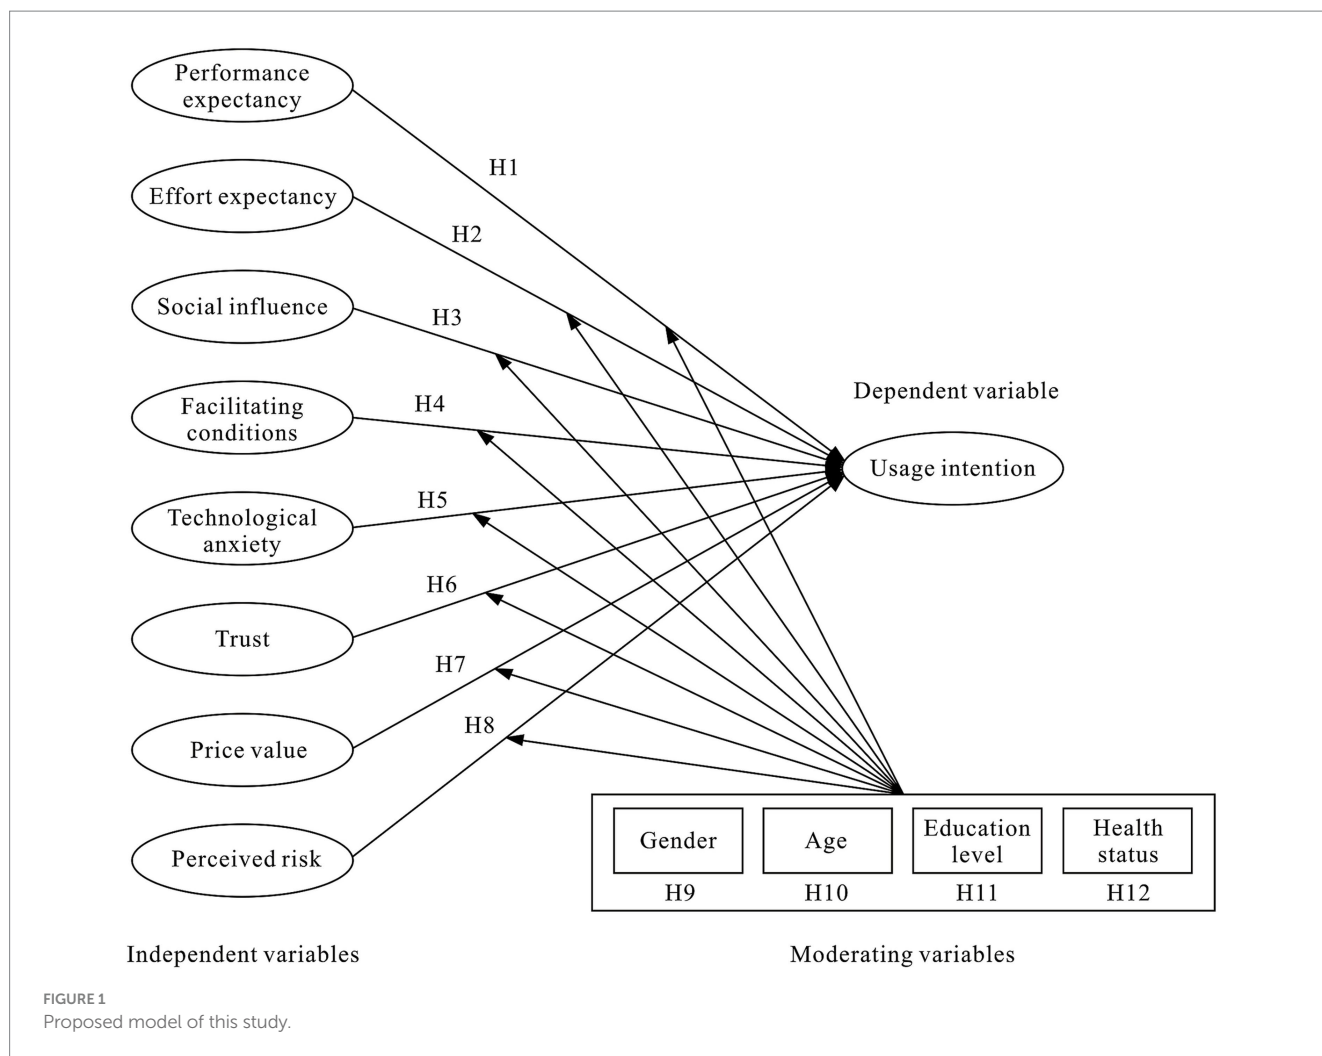 Performance
expectancy
H1
Effort expectancy
H2
Social influence
H3
Facilitating
conditions
H4
Dependent variable
Usage intention
Technological
anxiety
H5
Trust
H6
Price value
H7
Perceived risk
H8
Gender
Age
Education
level
Health
status
H9
H10
H11
H12
Independent variables
Moderating variables
FIGURE 1
Proposed model of this study.